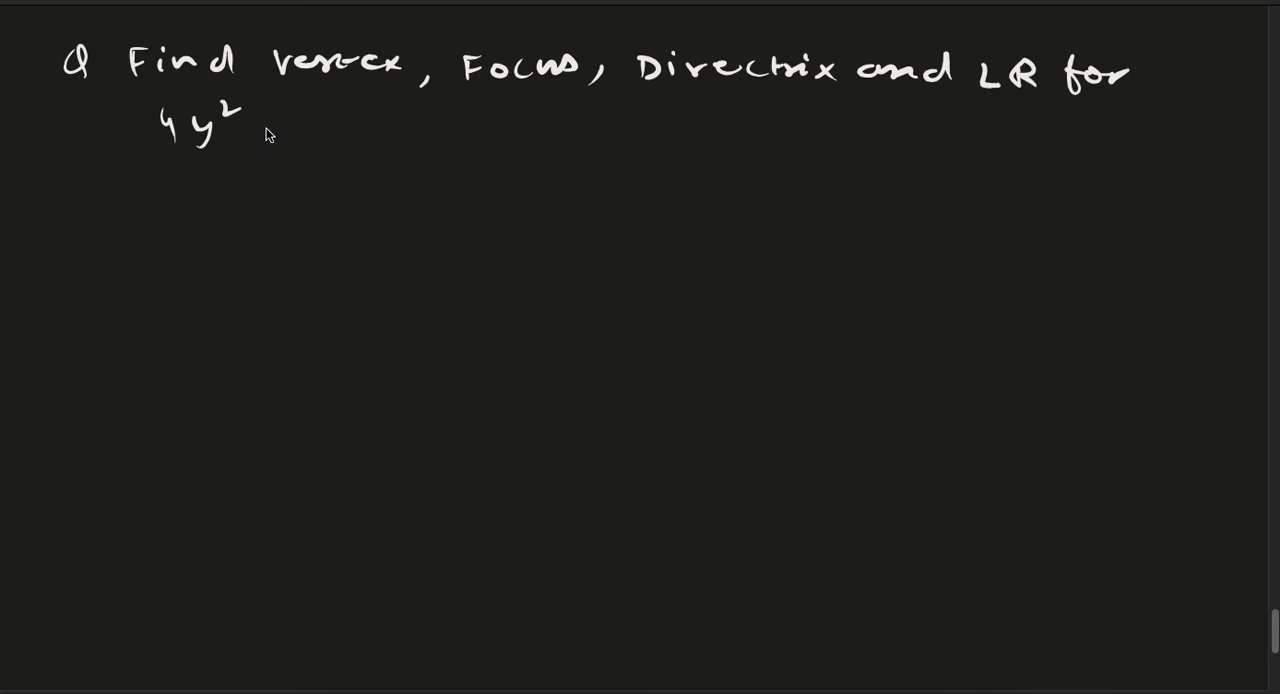 Q Find vertex, Focus, Directrix and LR for
4y²